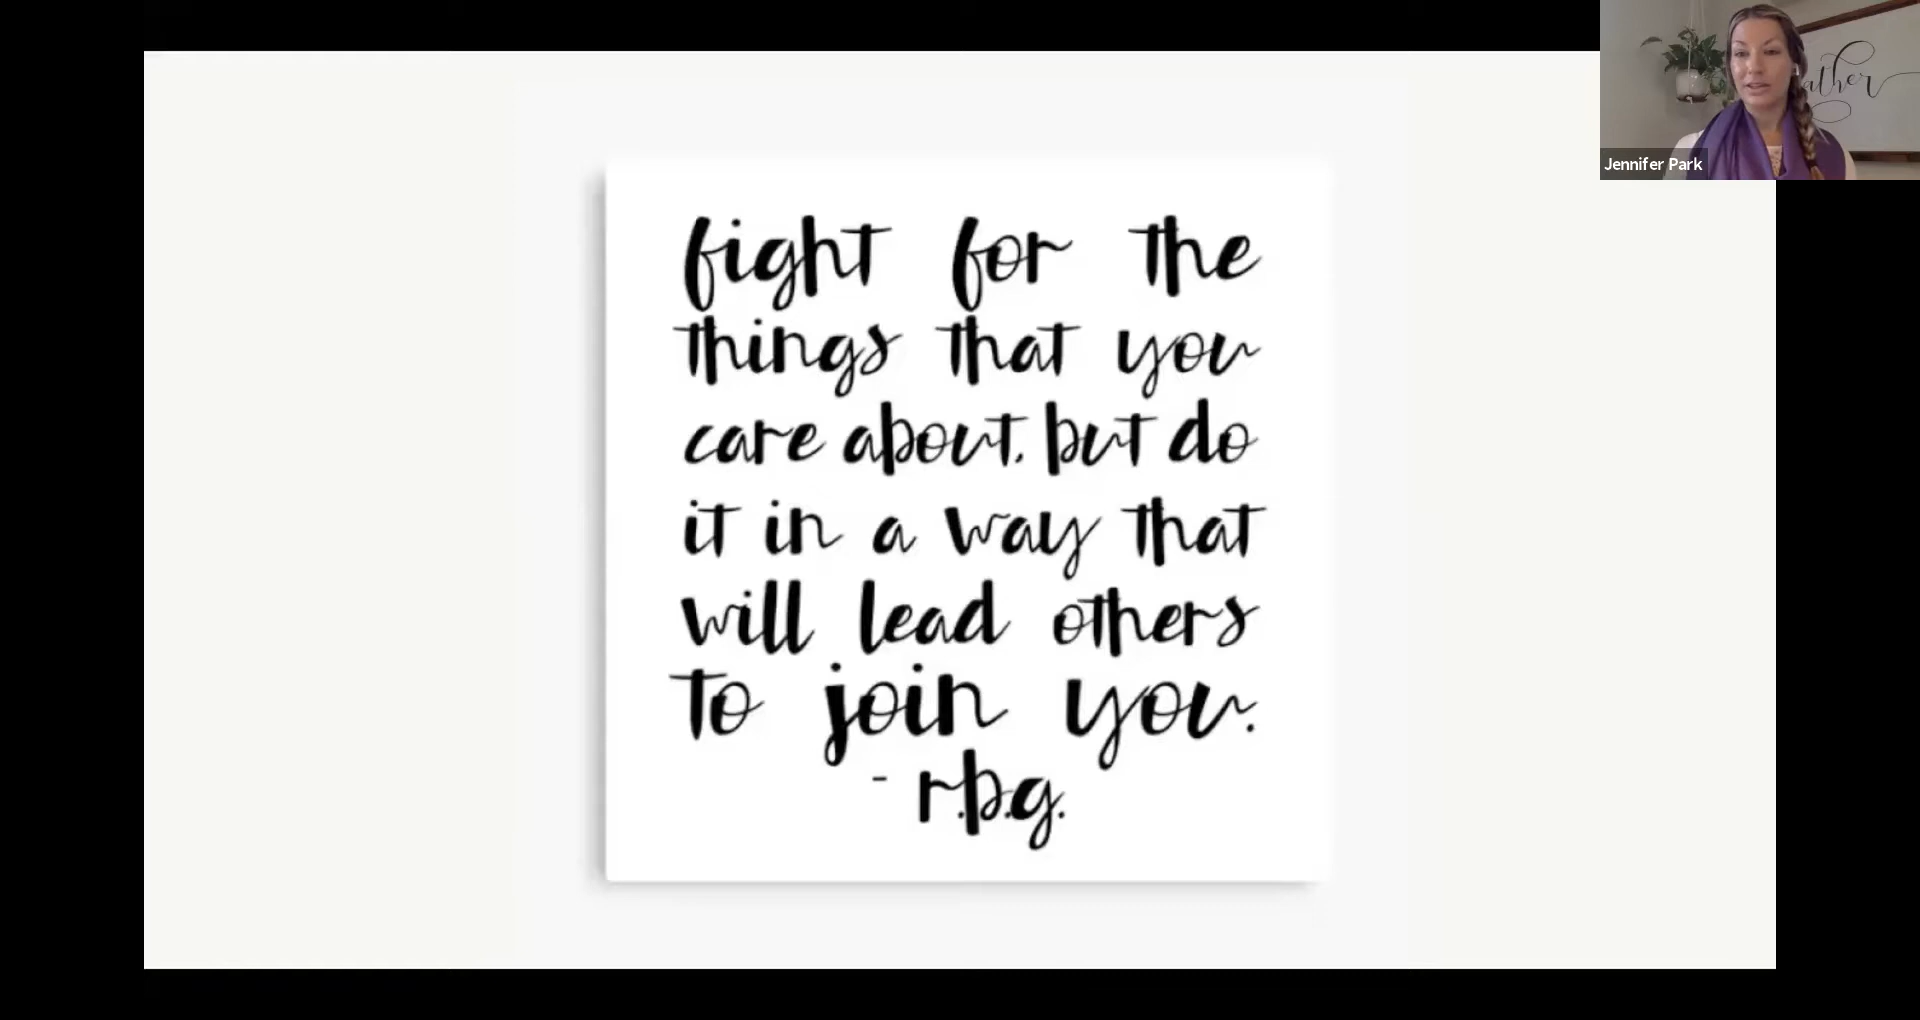 fight for the
things that you
care about. but do
it in a way that
will lead others
to join you.
- r.b.g.
ather
Jennifer Park